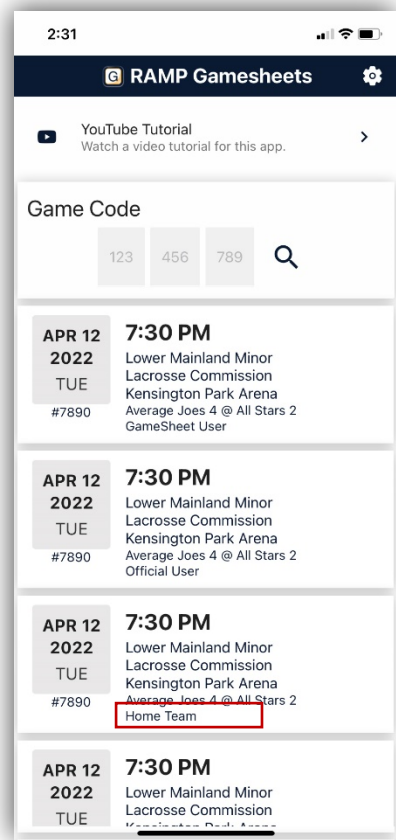 2:31
G RAMP Gamesheets
YouTube Tutorial
Watch a video tutorial for this app.
Game Code
123 456 789
APR 12
2022
TUE
#7890
7:30 PM
Lower Mainland Minor
Lacrosse Commission
Kensington Park Arena
Average Joes 4 @ All Stars 2
GameSheet User
APR 12
2022
TUE
#7890
7:30 PM
Lower Mainland Minor
Lacrosse Commission
Kensington Park Arena
Average Joes 4 @ All Stars 2
Official User
APR 12
2022
TUE
#7890
7:30 PM
Lower Mainland Minor
Lacrosse Commission
Kensington Park Arena
Average Joes 4 @ All Stars 2
Home Team
APR 12
2022
TUE
7:30 PM
Lower Mainland Minor
Lacrosse Commission
Kensington Park Arena